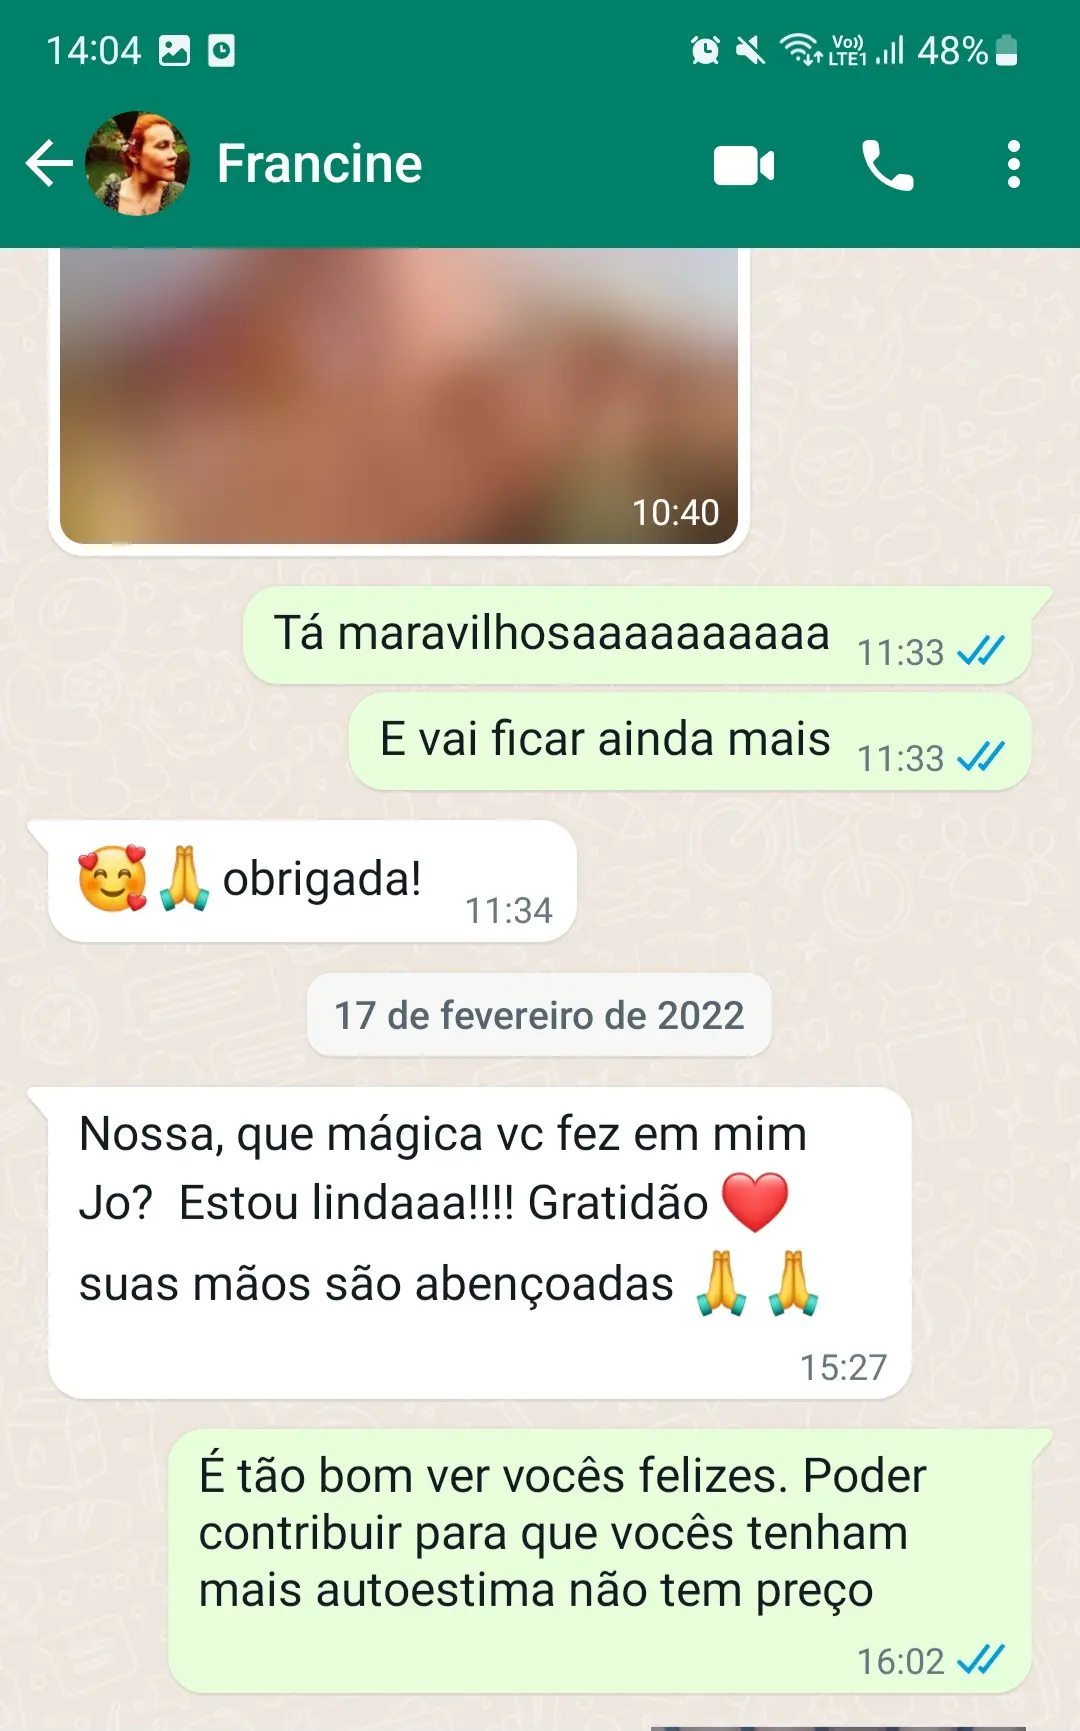 14:04
Vo)) LTE1 48%
Francine
10:40
Tá maravilhosaaaaaaaaaa 11:33
E vai ficar ainda mais 11:33
🥰🙏 obrigada!
11:34
17 de fevereiro de 2022
Nossa, que mágica vc fez em mim
Jo?  Estou lindaaa!!!! Gratidão ❤️
suas mãos são abençoadas 🙏 🙏
15:27
É tão bom ver vocês felizes. Poder
contribuir para que vocês tenham
mais autoestima não tem preço
16:02